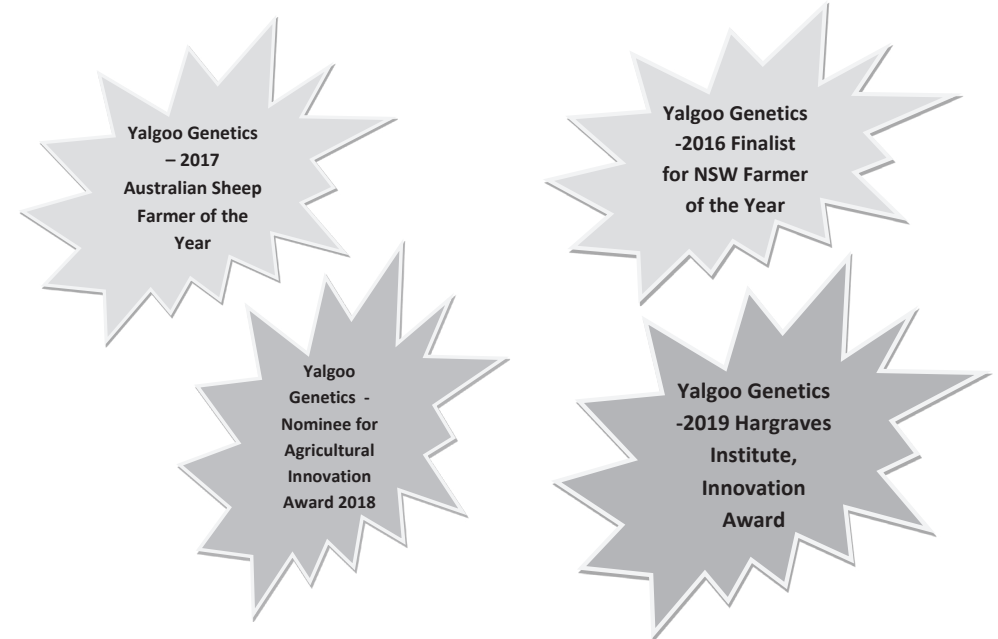 Yalgoo Genetics
– 2017
Australian Sheep
Farmer of the
Year
Yalgoo Genetics
-2016 Finalist
for NSW Farmer
of the Year
Yalgoo
Genetics -
Nominee for
Agricultural
Innovation
Award 2018
Yalgoo Genetics
-2019 Hargraves
Institute,
Innovation
Award